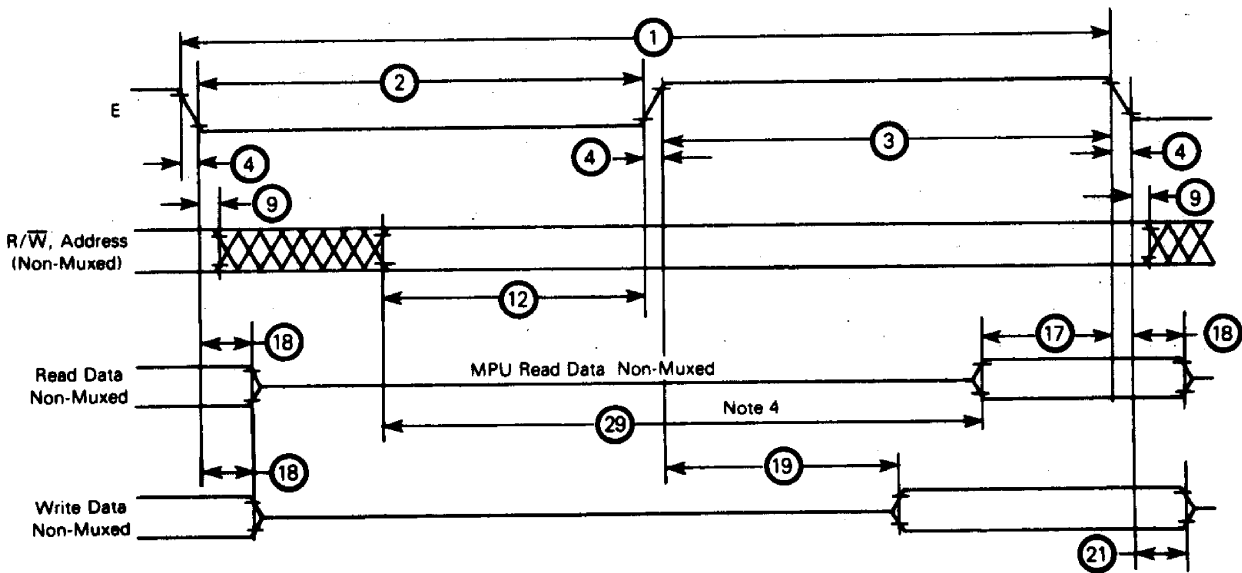 1
2
E
3
4
4
4
9
9
R/W̅, Address
(Non-Muxed)
12
18
17
18
MPU Read Data Non-Muxed
Read Data
Non-Muxed
Note 4
29
18
19
Write Data
Non-Muxed
21